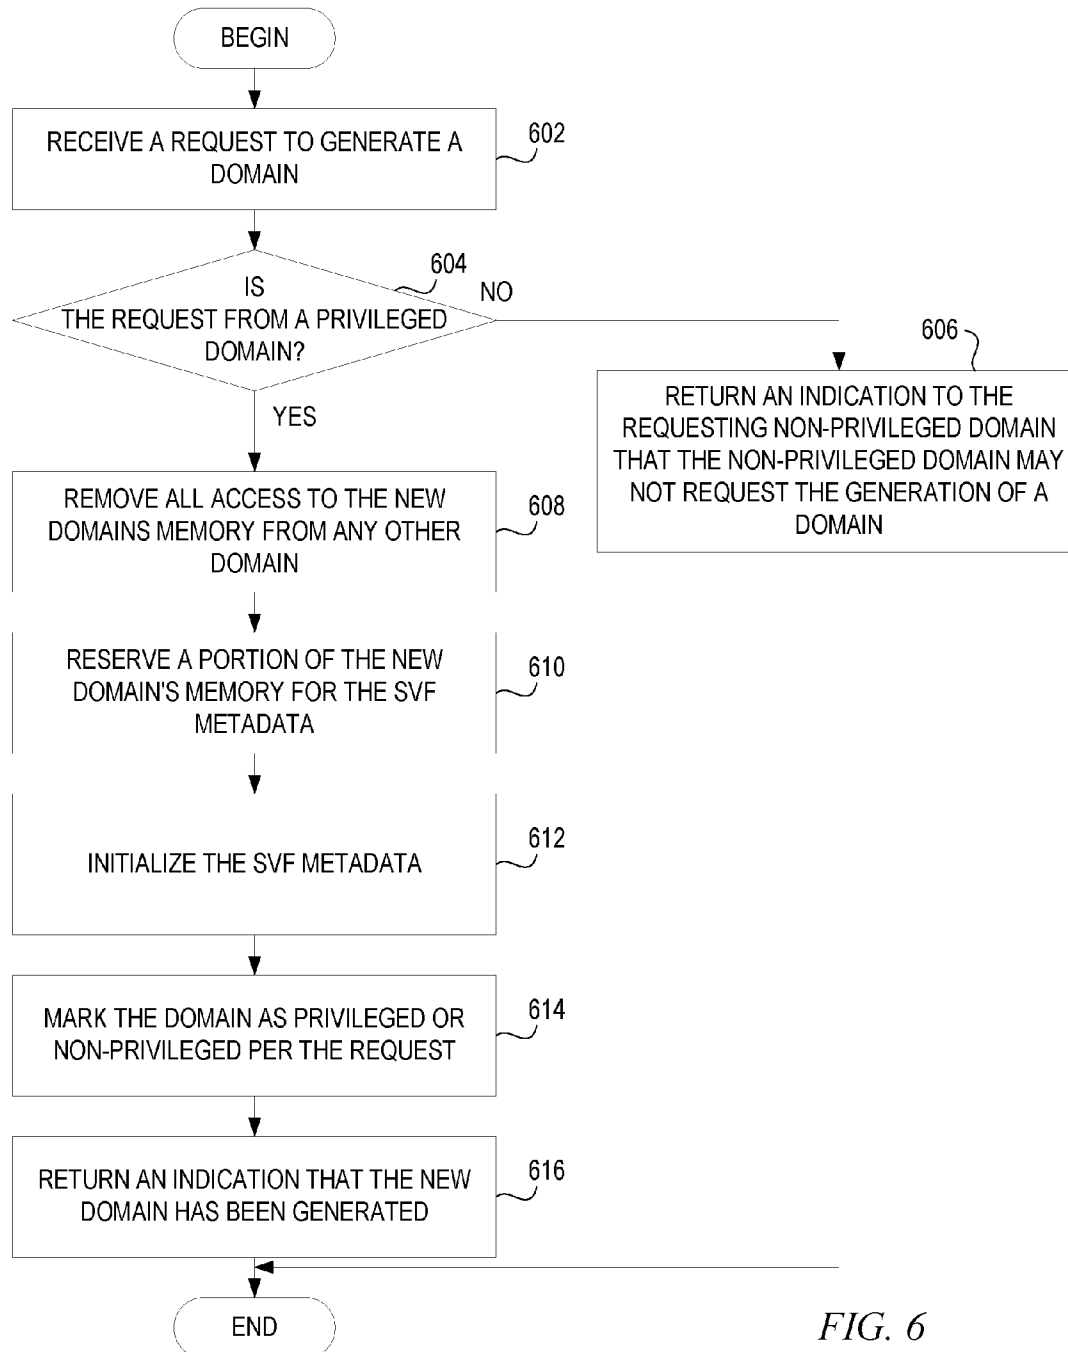 BEGIN
RECEIVE A REQUEST TO GENERATE A
DOMAIN
602
IS
THE REQUEST FROM A PRIVILEGED
DOMAIN?
604
NO
YES
606
RETURN AN INDICATION TO THE
REQUESTING NON-PRIVILEGED DOMAIN
THAT THE NON-PRIVILEGED DOMAIN MAY
NOT REQUEST THE GENERATION OF A
DOMAIN
REMOVE ALL ACCESS TO THE NEW
DOMAINS MEMORY FROM ANY OTHER
DOMAIN
608
RESERVE A PORTION OF THE NEW
DOMAIN'S MEMORY FOR THE SVF
METADATA
610
INITIALIZE THE SVF METADATA
612
MARK THE DOMAIN AS PRIVILEGED OR
NON-PRIVILEGED PER THE REQUEST
614
RETURN AN INDICATION THAT THE NEW
DOMAIN HAS BEEN GENERATED
616
END
FIG. 6